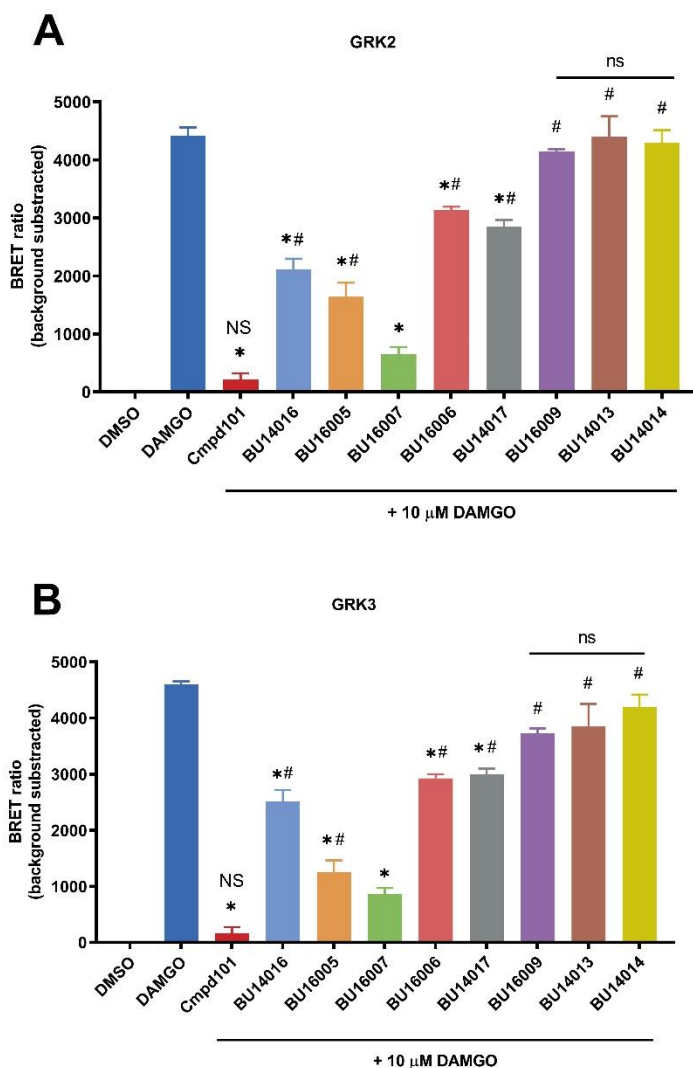 A
GRK2
ns
# # #
*# *# *# *# *
NS
*
BRET ratio
(background substracted)
5000
4000
3000
2000
1000
0
DMSO
DAMGO
Cmpd101
BU14016
BU16005
BU16007
BU16006
BU14017
BU16009
BU14013
BU14014
+ 10 μM DAMGO
B
GRK3
ns
# # #
*# *# *# *# *
NS
*
BRET ratio
(background substracted)
5000
4000
3000
2000
1000
0
DMSO
DAMGO
Cmpd101
BU14016
BU16005
BU16007
BU16006
BU14017
BU16009
BU14013
BU14014
+ 10 μM DAMGO